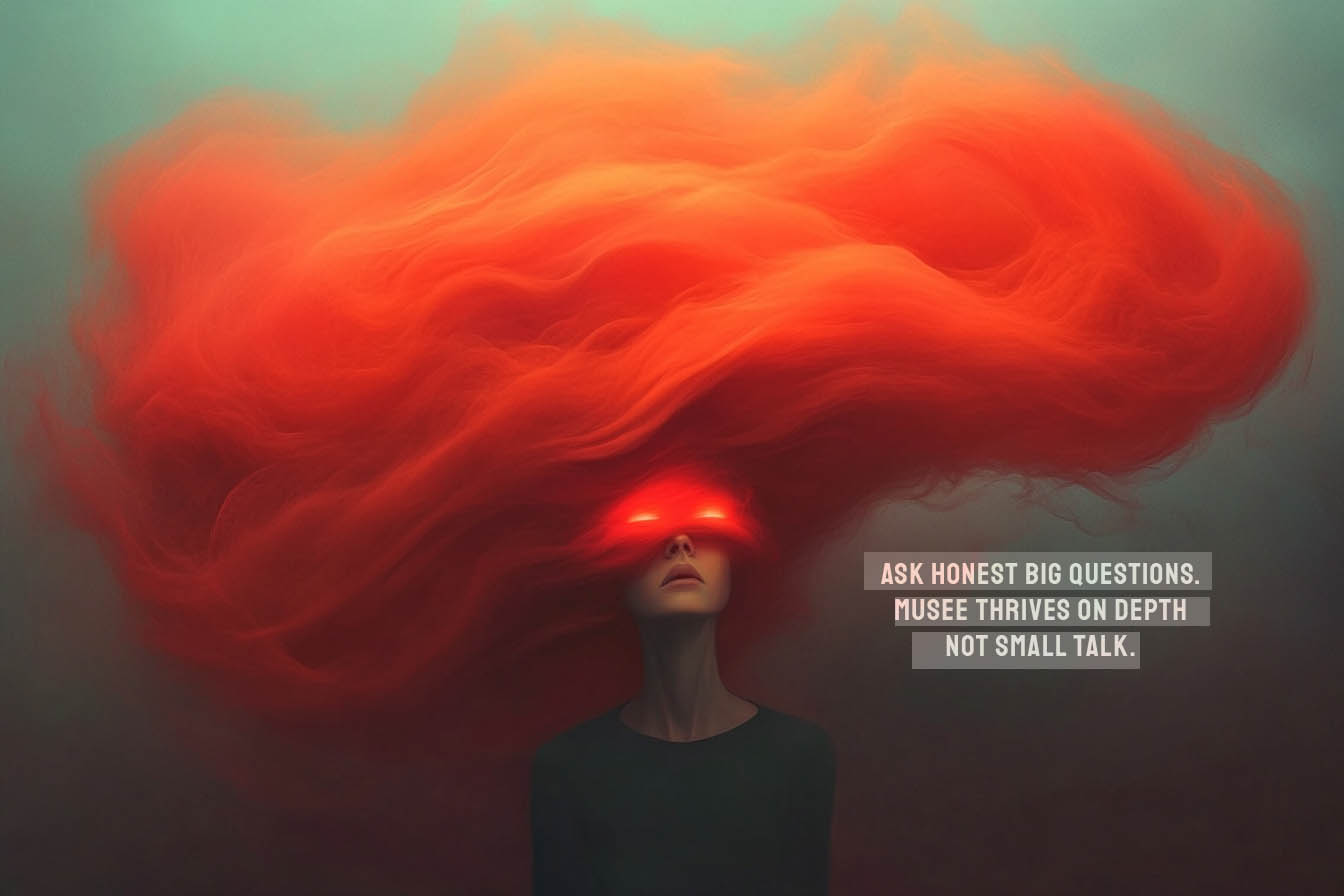 ASK HONEST BIG QUESTIONS.
MUSEE THRIVES ON DEPTH
NOT SMALL TALK.